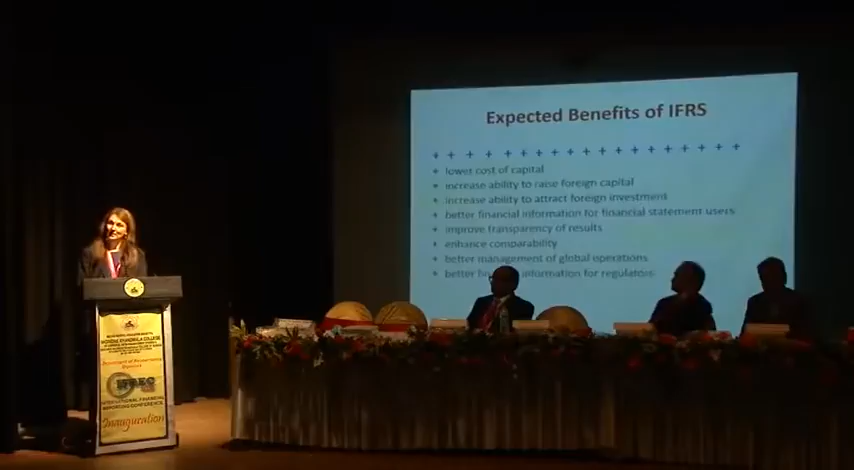 Expected Benefits of IFRS
+ + + + + + + + + + + + + + + + + +
+ lower cost of capital
+ increase ability to raise foreign capital
+ increase ability to attract foreign investment
+ better financial information for financial statement users
+ improve transparency of results
+ enhance comparability
+ better management of global operations
+ better information for regulators
INTERNATIONAL FINANCIAL
REPORTING CONFERENCE
Inauguration